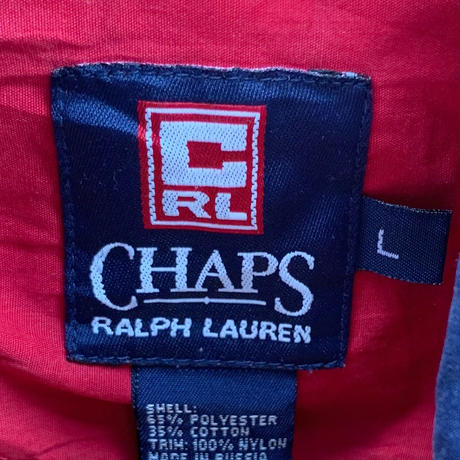 C
RL
CHAPS
RALPH LAUREN
L
SHELL:
65% POLYESTER
35% COTTON
TRIM: 100% NYLON
MADE IN RUSSIA